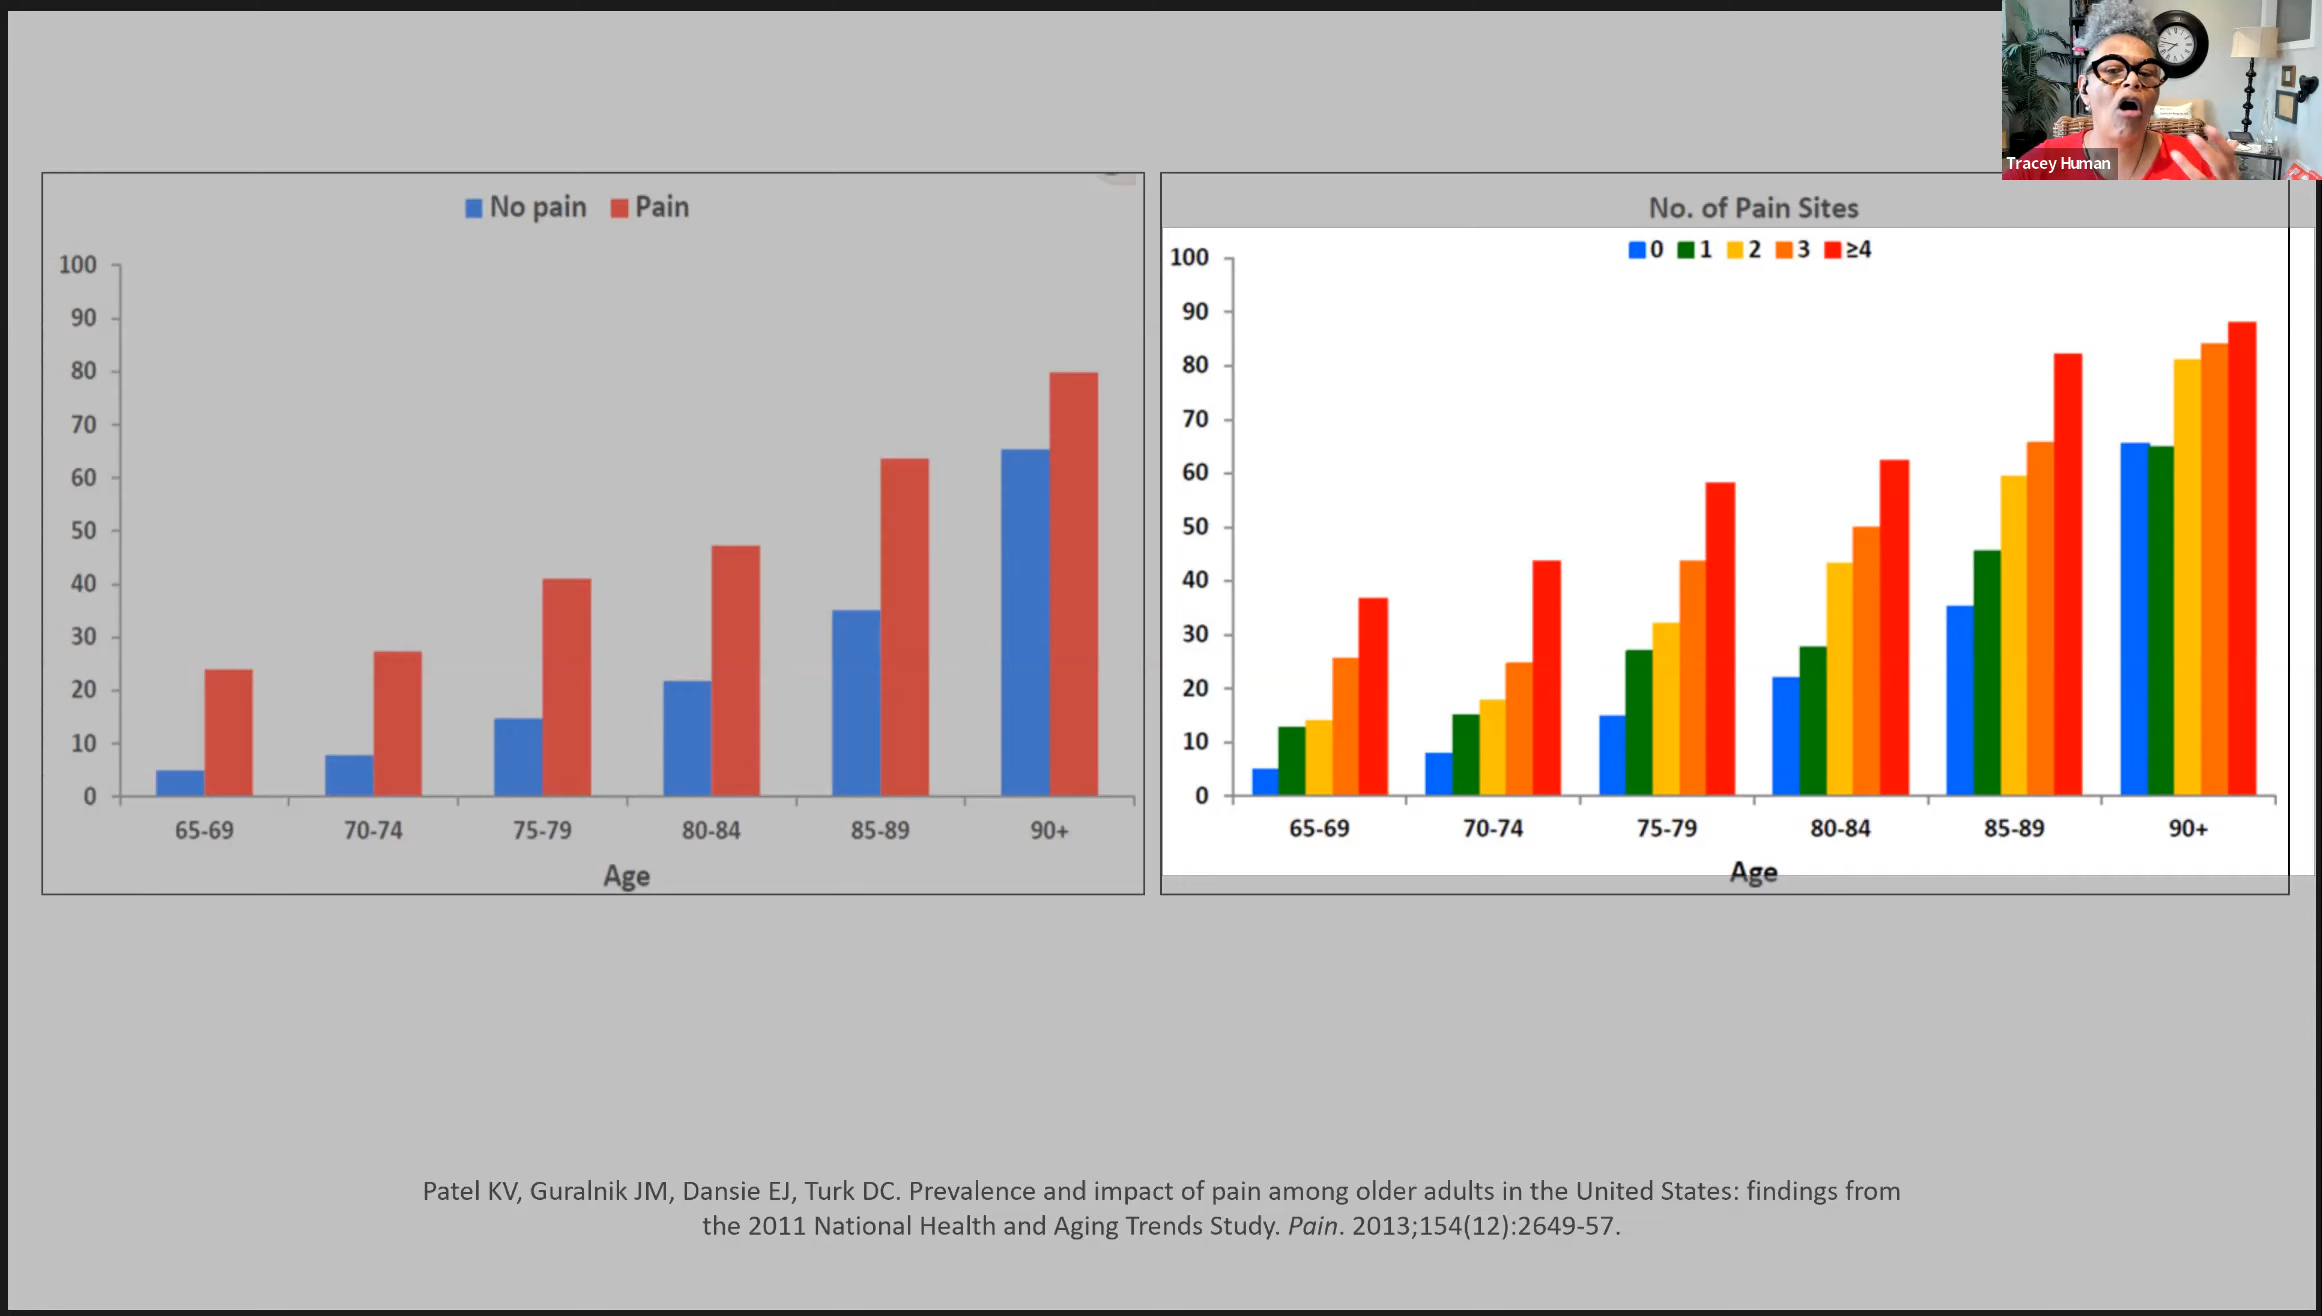 Tracey Human
No pain Pain
100
90
80
70
60
50
40
30
20
10
0
65-69 70-74 75-79 80-84 85-89 90+
Age
No. of Pain Sites
0 1 2 3 ≥4
100
90
80
70
60
50
40
30
20
10
0
65-69 70-74 75-79 80-84 85-89 90+
Age
Patel KV, Guralnik JM, Dansie EJ, Turk DC. Prevalence and impact of pain among older adults in the United States: findings from
the 2011 National Health and Aging Trends Study. Pain. 2013;154(12):2649-57.